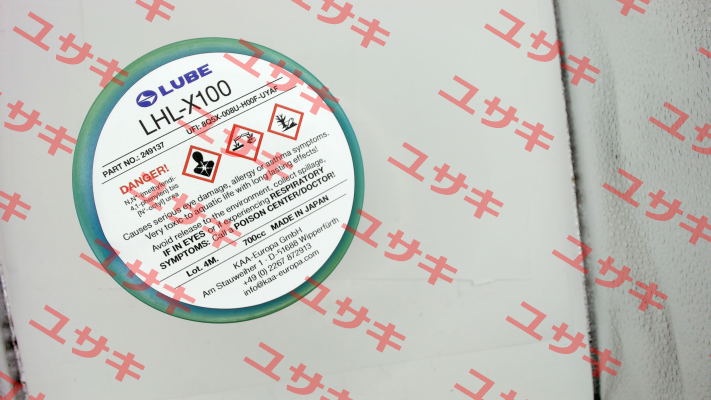 LUBE
LHL-X100
PART NO.: 249137
UFI: 8G5X-008U-H00F-UYAF
DANGER!
Causes serious eye damage, allergy or asthma symptoms.
Very toxic to aquatic life with long lasting effects!
Avoid release to the environment, collect spillage,
IF IN EYES or if experiencing RESPIRATORY
SYMPTOMS: Call a POISON CENTER/DOCTOR!
Lot. 4M. 700cc MADE IN JAPAN
KAA-Europa GmbH
Am Stauweiher 1 - D-51688 Wipperfürth
+49 (0) 2267 872913
info@kaa-europa.com
ユサキ